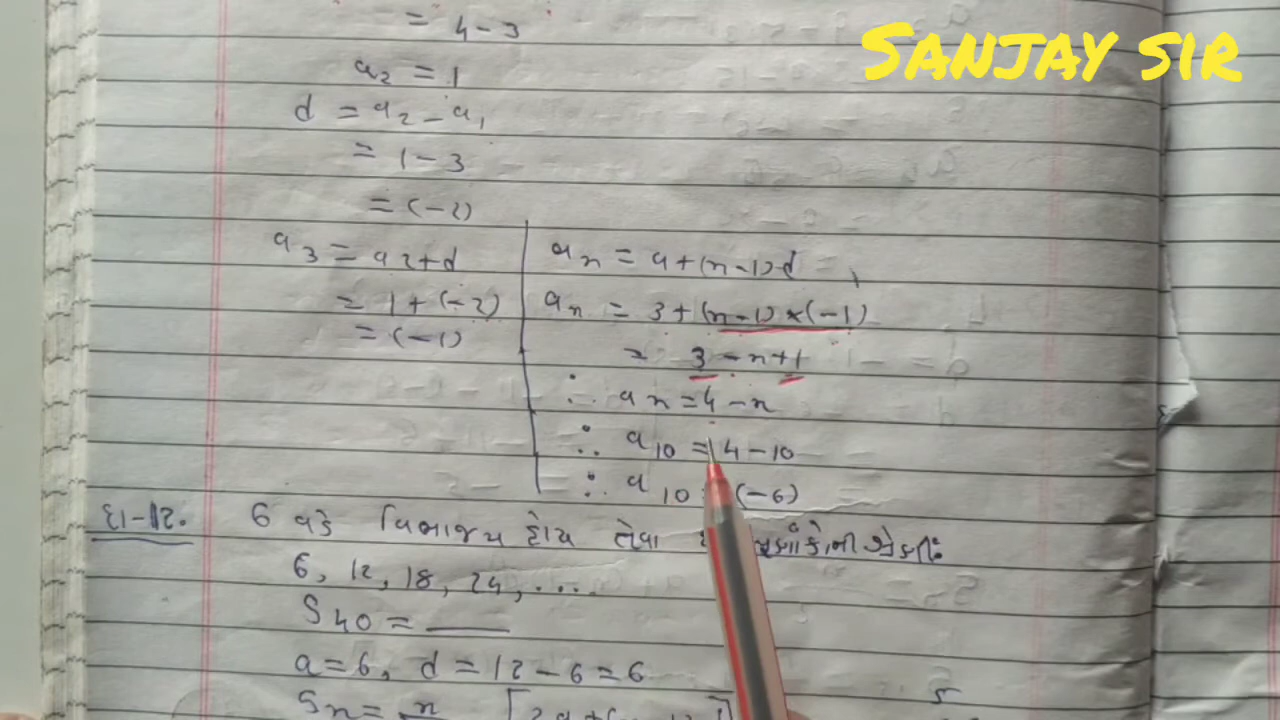 SANJAY SIR
= 4 - 3
a2 = 1
d = a2 - a1
= 1 - 3
= (-2)
a3 = a2 + d
= 1 + (-2)
= (-1)
an = a + (n-1)d
an = 3 + (n-1)×(-1)
= 3 - n + 1
∴ an = 4 - n
∴ a10 = 4 - 10
∴ a10 (-6)
દા-12. 6 વડે વિભાજ્ય હોય તેવા
6, 12, 18, 24, ....
S40 = ____
a = 6, d = 12 - 6 = 6
Sn = n